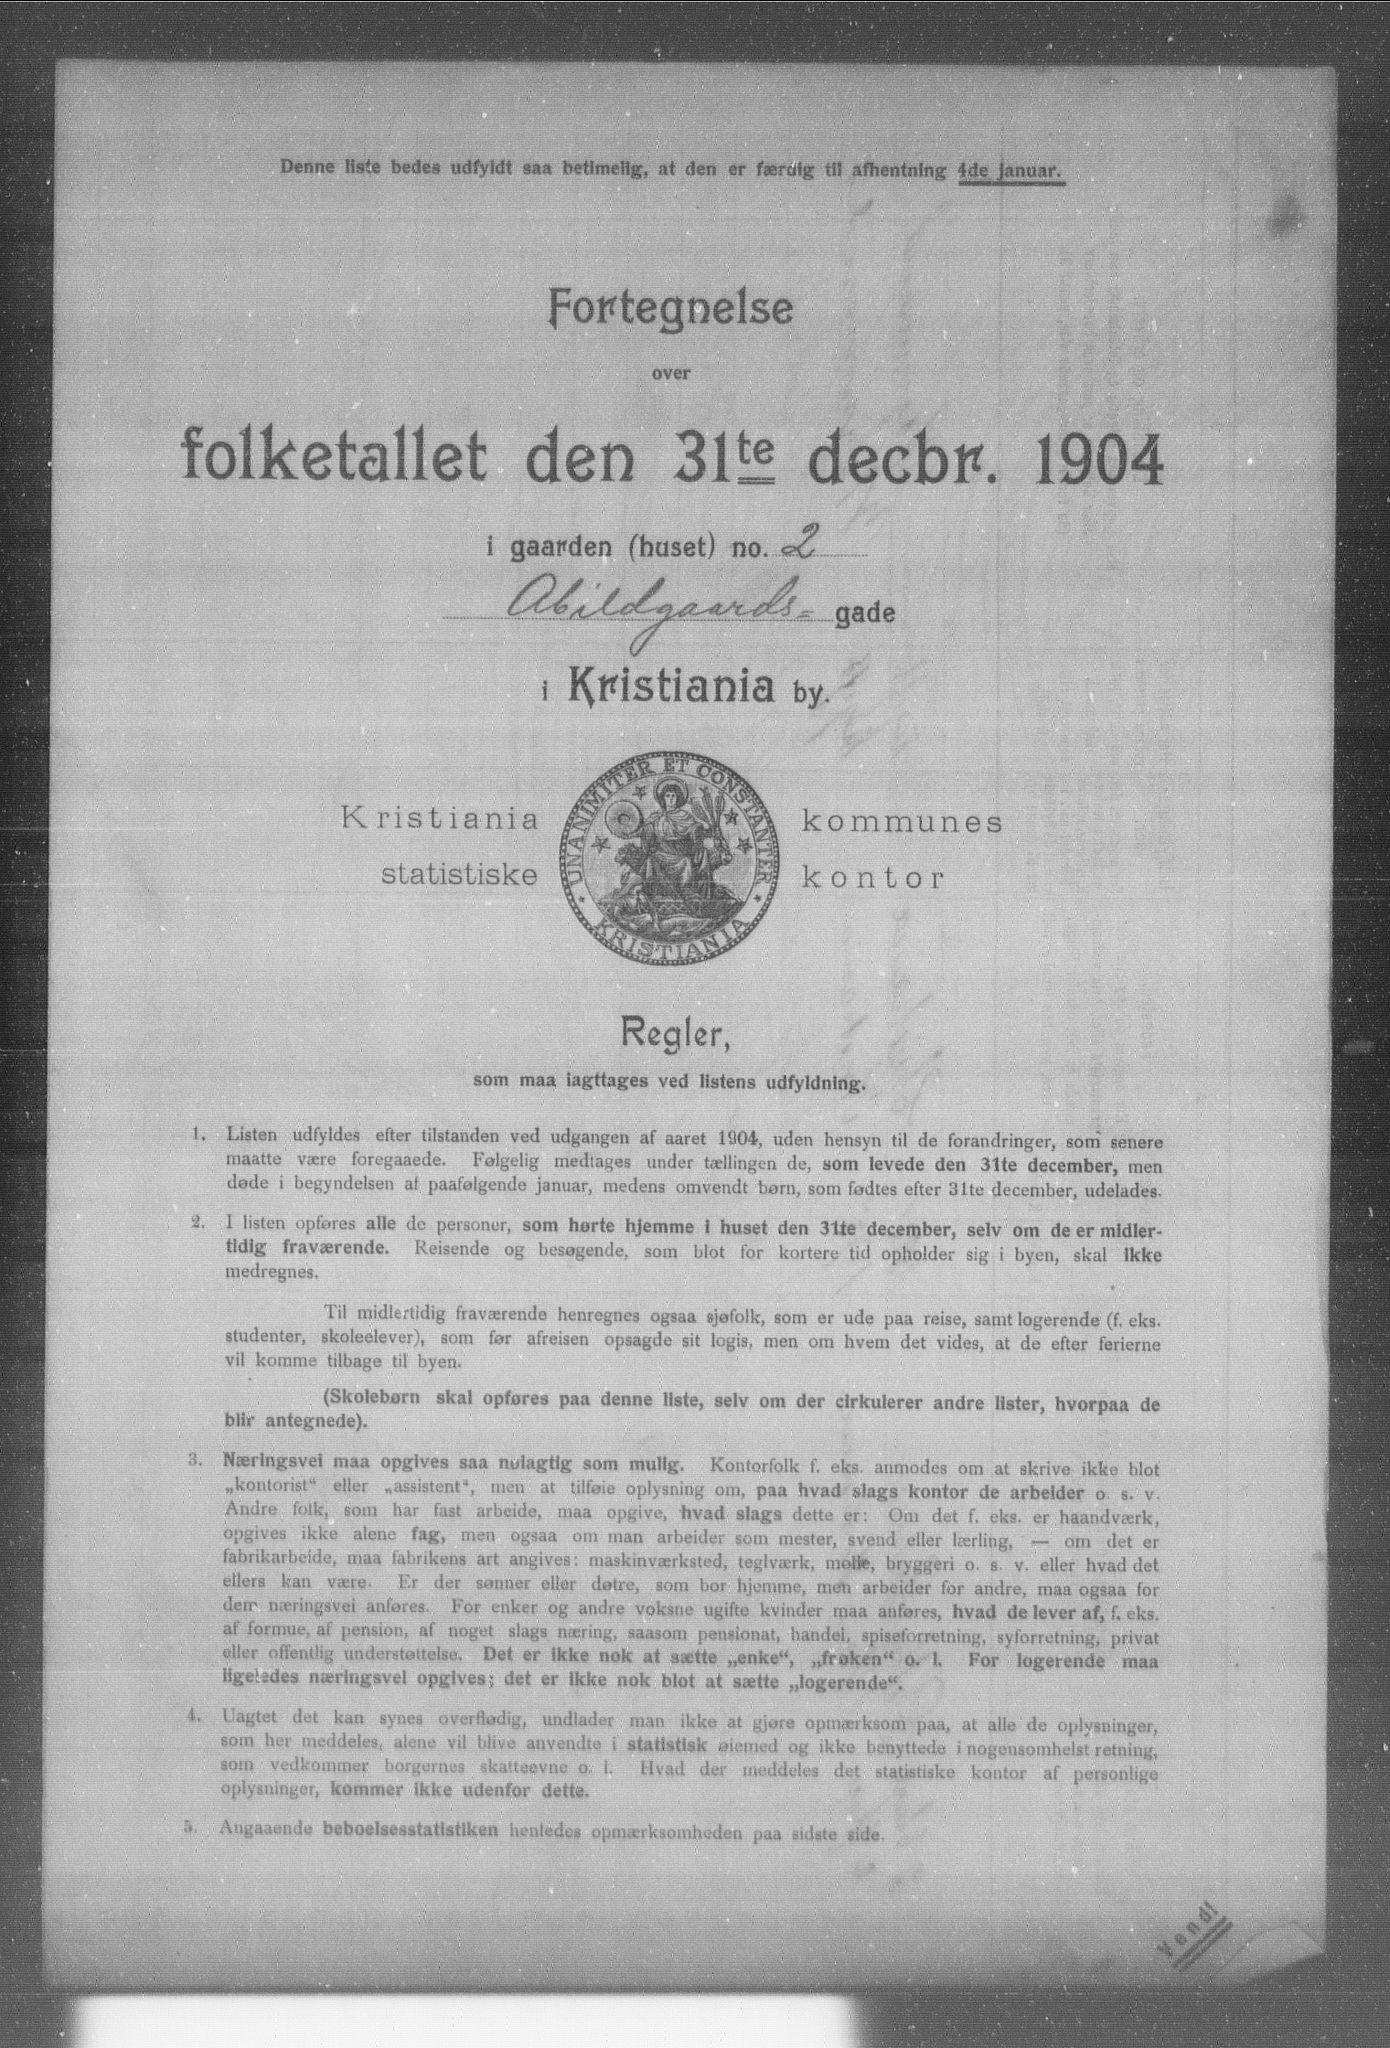 Denne liste bedes udfyldt saa betimelig, at den er færdig til afhentning 4de januar.
Fortegnelse
over
folketallet den 31te decbr. 1904
i gaarden (huset) no. 2
Abildgaards- gade
i Kristiania by.
UNANIMITER ET CONSTANTER
KRISTIANIA
Kristiania kommunes
statistiske kontor
Regler,
som maa iagttages ved listens udfyldning.
1. Listen udfyldes efter tilstanden ved udgangen af aaret 1904, uden hensyn til de forandringer, som senere
maatte være foregaaede. Følgelig medtages under tællingen de, som levede den 31te december, men
døde i begyndelsen af paafølgende januar, medens omvendt børn, som fødtes efter 31te december, udelades.
2. I listen opføres alle de personer, som hørte hjemme i huset den 31te december, selv om de er midler-
tidig fraværende. Reisende og besøgende, som blot for kortere tid opholder sig i byen, skal ikke
medregnes.
Til midlertidig fraværende henregnes ogsaa sjøfolk, som er ude paa reise, samt logerende (f. eks.
studenter, skoleelever), som før afreisen opsagde sit logis, men om hvem det vides, at de efter ferierne
vil komme tilbage til byen.
(Skolebørn skal opføres paa denne liste, selv om der cirkulerer andre lister, hvorpaa de
blir antegnede).
3. Næringsvei maa opgives saa nøiagtig som mulig. Kontorfolk f. eks. anmodes om at skrive ikke blot
„kontorist“ eller „assistent“, men at tilføie oplysning om, paa hvad slags kontor de arbeider o. s. v.
Andre folk, som har fast arbeide, maa opgive, hvad slags dette er: Om det f. eks. er haandværk,
opgives ikke alene fag, men ogsaa om man arbeider som mester, svend eller lærling, — om det er
fabrikarbeide, maa fabrikens art angives: maskinværksted, teglværk, mølle, bryggeri o. s. v. eller hvad det
ellers kan være. Er der sønner eller døtre, som bor hjemme, men arbeider for andre, maa ogsaa for
dem næringsvei anføres. For enker og andre voksne ugifte kvinder maa anføres, hvad de lever af, f. eks.
af formue, af pension, af noget slags næring, saasom pensionat, handel, spiseforretning, syforretning, privat
eller offentlig understøttelse. Det er ikke nok at sætte „enke“, „frøken“ o. l. For logerende maa
ligeledes næringsvei opgives; det er ikke nok blot at sætte „logerende“.
4. Uagtet det kan synes overflødig, undlader man ikke at gjøre opmærksom paa, at alle de oplysninger,
som her meddeles, alene vil blive anvendte i statistisk øiemed og ikke benyttede i nogensomhelst retning,
som vedkommer borgernes skatteevne o. l. Hvad der meddeles det statistiske kontor af personlige
oplysninger, kommer ikke udenfor dette.
5. Angaaende beboelsesstatistiken henledes opmærksomheden paa sidste side.
Vend!